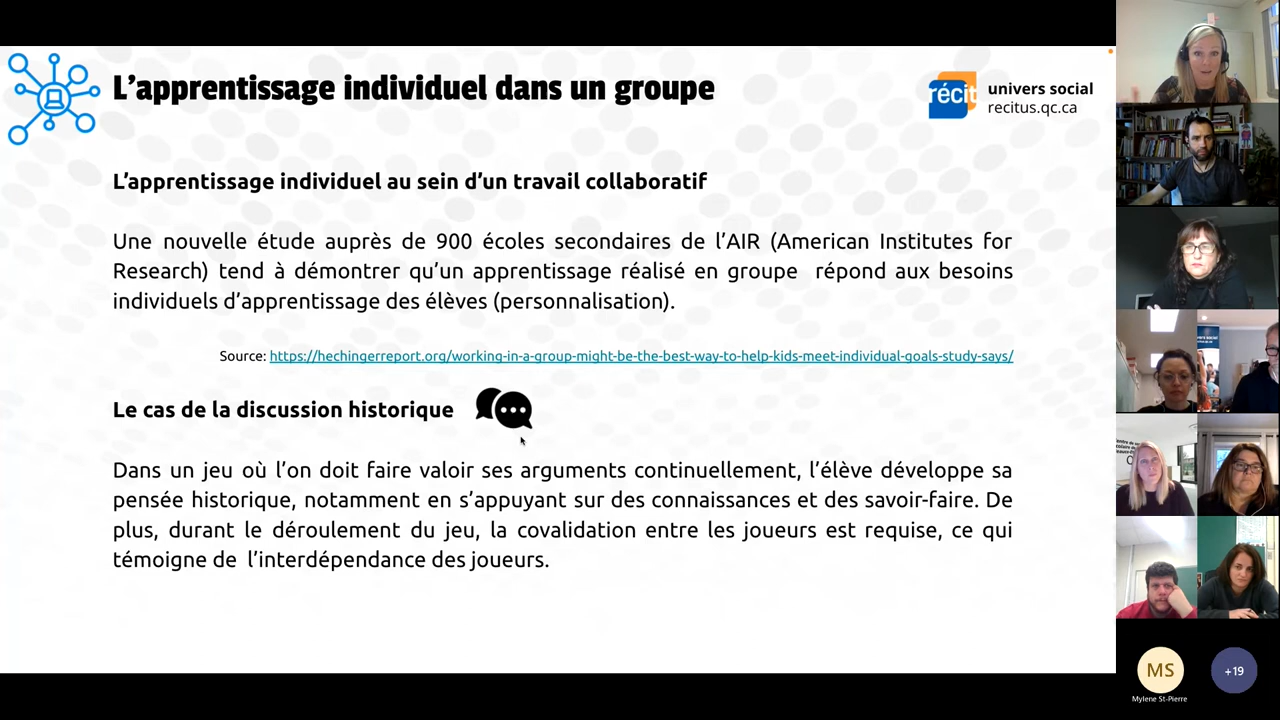 L'apprentissage individuel dans un groupe
récit
univers social
recitus.qc.ca
L'apprentissage individuel au sein d'un travail collaboratif
Une nouvelle étude auprès de 900 écoles secondaires de l'AIR (American Institutes for
Research) tend à démontrer qu'un apprentissage réalisé en groupe répond aux besoins
individuels d'apprentissage des élèves (personnalisation).
Source: https://hechingerreport.org/working-in-a-group-might-be-the-best-way-to-help-kids-meet-individual-goals-study-says/
Le cas de la discussion historique
Dans un jeu où l'on doit faire valoir ses arguments continuellement, l'élève développe sa
pensée historique, notamment en s'appuyant sur des connaissances et des savoir-faire. De
plus, durant le déroulement du jeu, la covalidation entre les joueurs est requise, ce qui
témoigne de l'interdépendance des joueurs.
MS
Mylene St-Pierre
+19